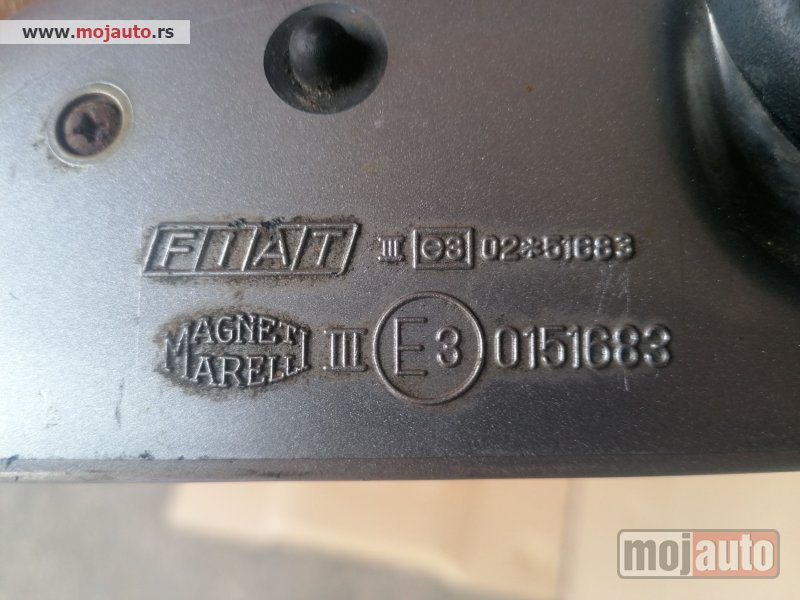 www.mojauto.rs
FIAT III e3 02*51683
MAGNETI
MARELLI III E3 0151683
mojauto